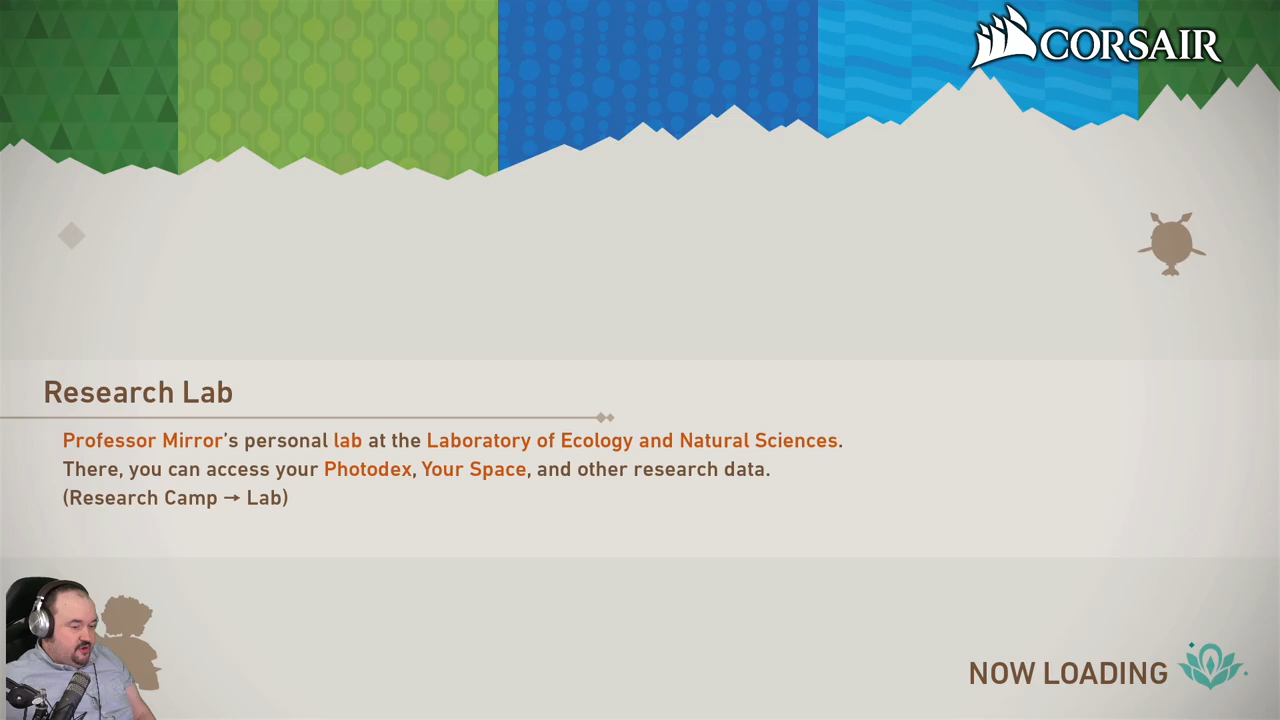 CORSAIR
Research Lab
Professor Mirror's personal lab at the Laboratory of Ecology and Natural Sciences.
There, you can access your Photodex, Your Space, and other research data.
(Research Camp → Lab)
NOW LOADING